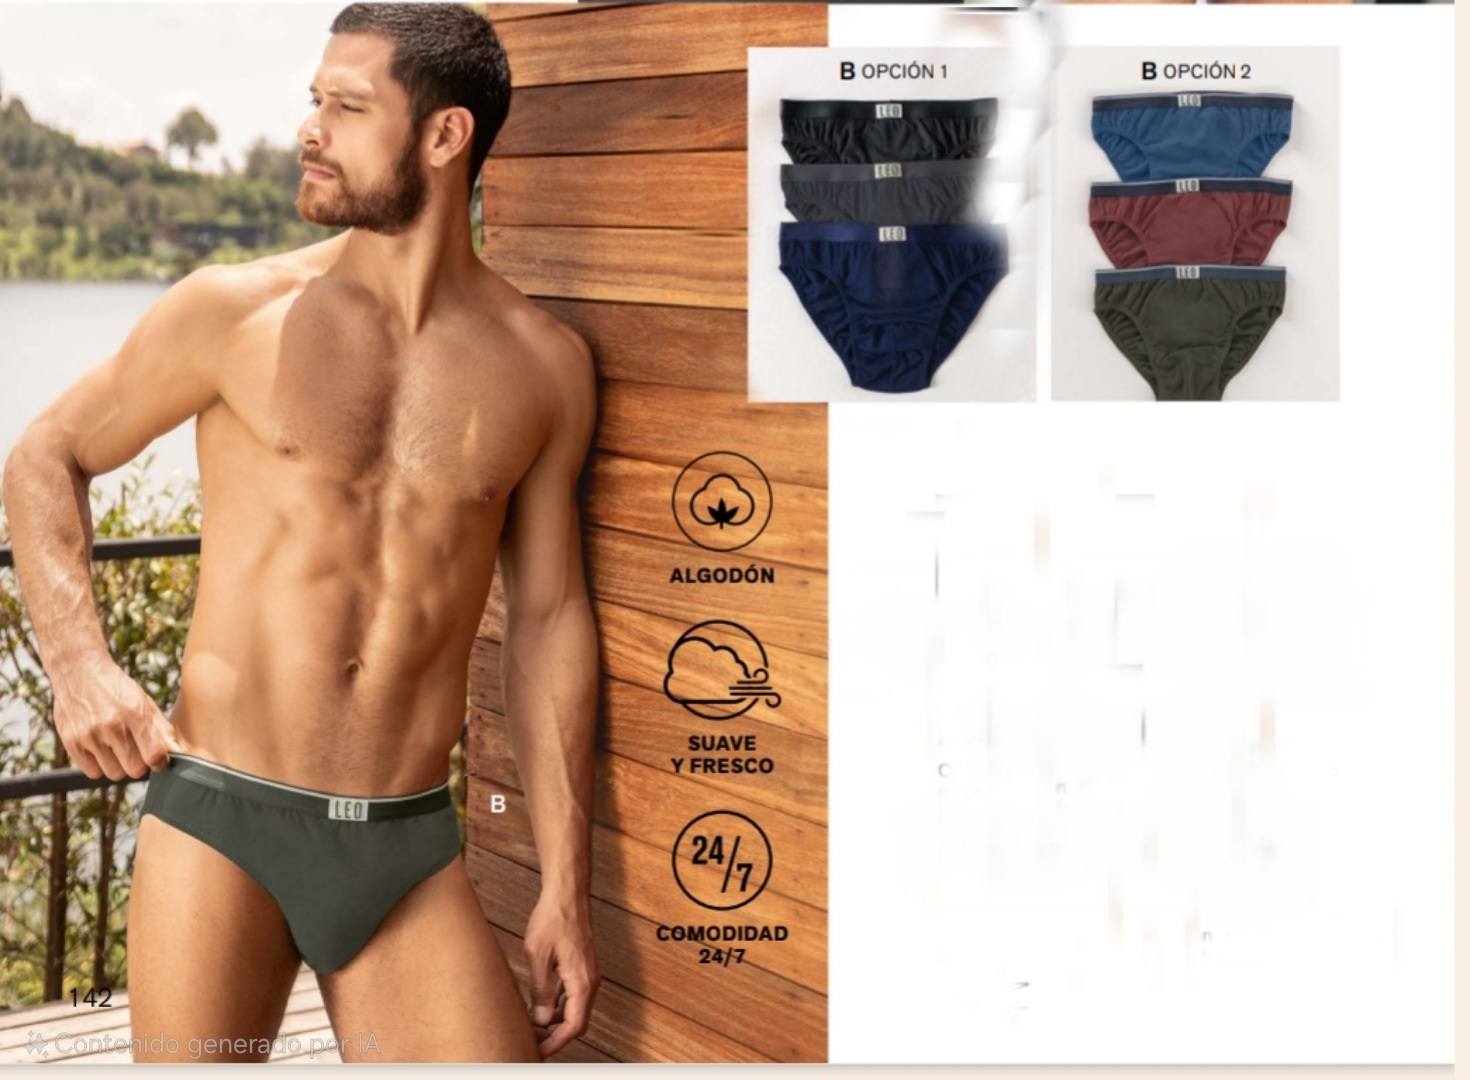 B OPCIÓN 1
B OPCIÓN 2
LEO
LEO
LEO
LEO
LEO
LEO
ALGODÓN
SUAVE
Y FRESCO
LEO
B
24/7
COMODIDAD
24/7
142
Contenido generado por IA